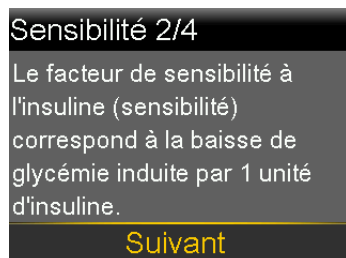 Sensibilité 2/4
Le facteur de sensibilité à
l'insuline (sensibilité)
correspond à la baisse de
glycémie induite par 1 unité
d'insuline.
Suivant